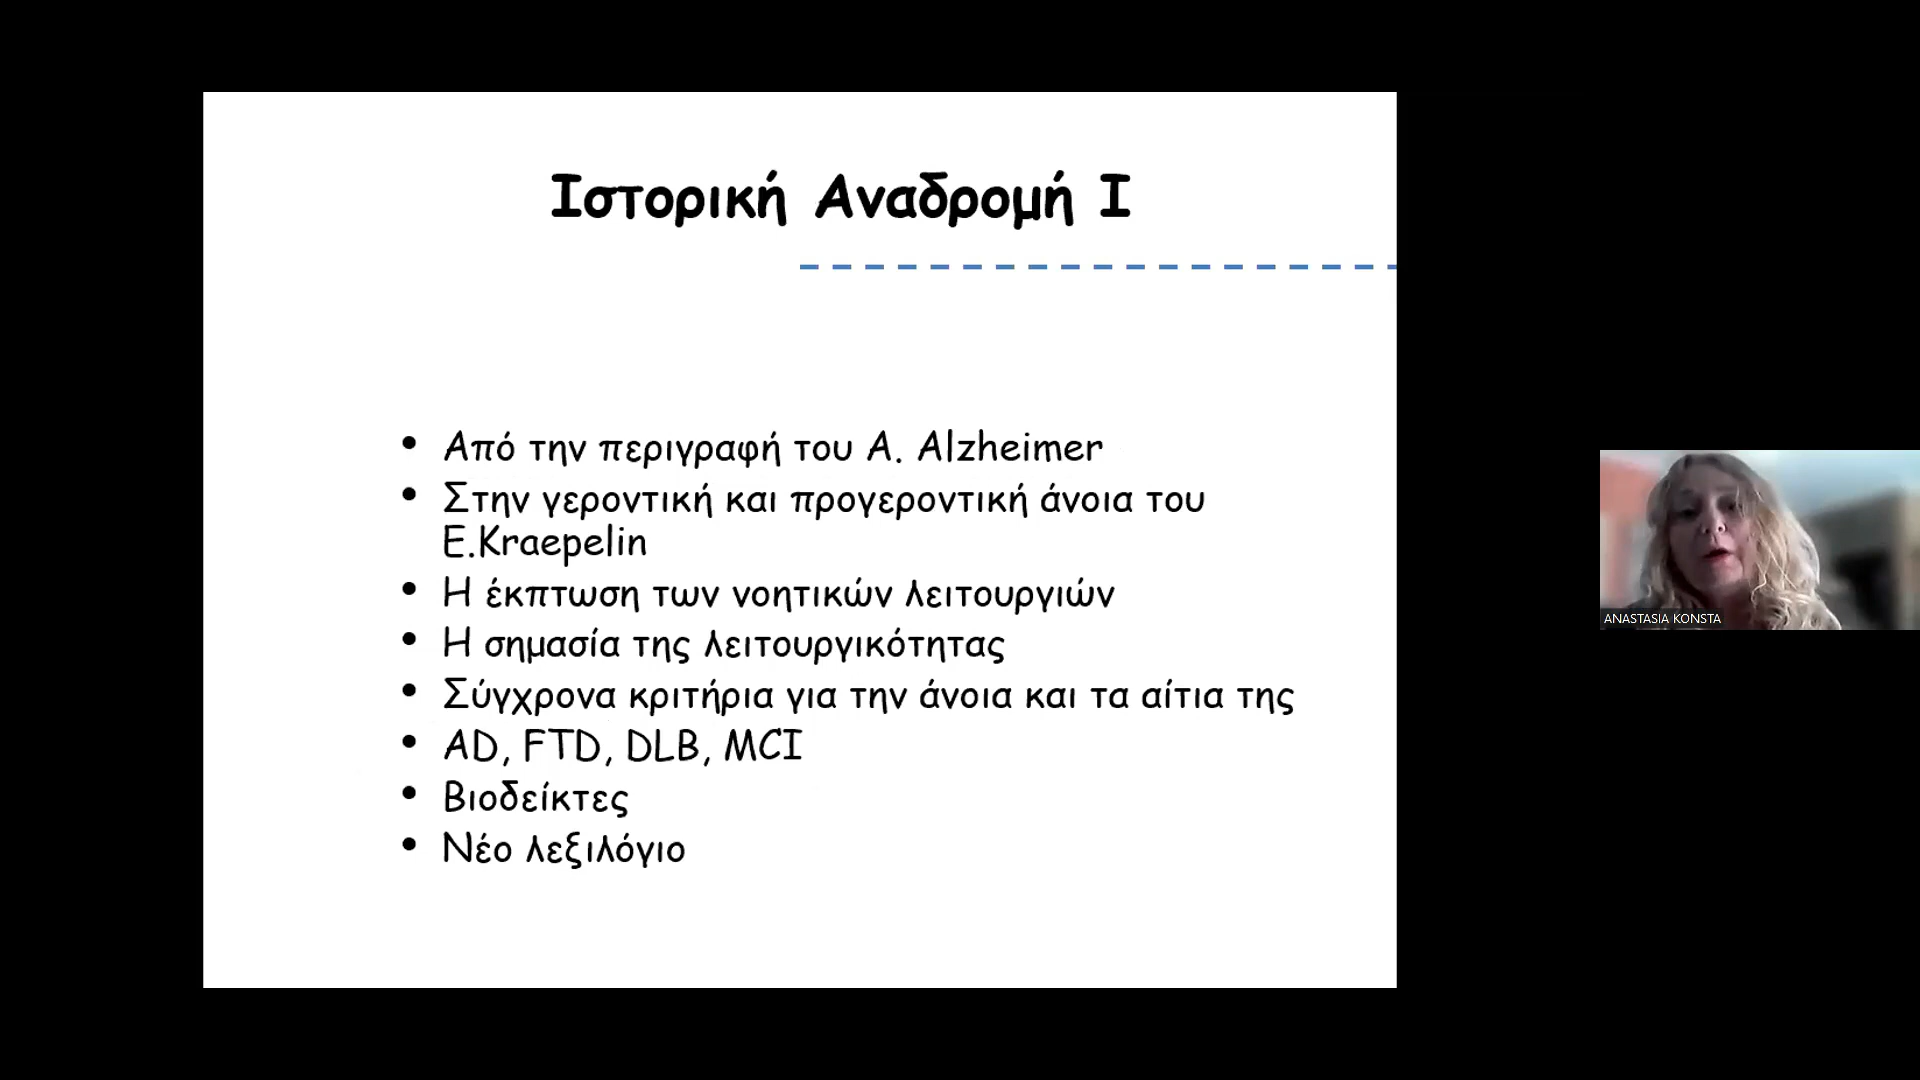 Ιστορική Αναδρομή Ι
• Από την περιγραφή του A. Alzheimer
• Στην γεροντική και προγεροντική άνοια του
E.Kraepelin
• Η έκπτωση των νοητικών λειτουργιών
• Η σημασία της λειτουργικότητας
• Σύγχρονα κριτήρια για την άνοια και τα αίτια της
• AD, FTD, DLB, MCI
• Βιοδείκτες
• Νέο λεξιλόγιο
ANASTASIA KONSTA